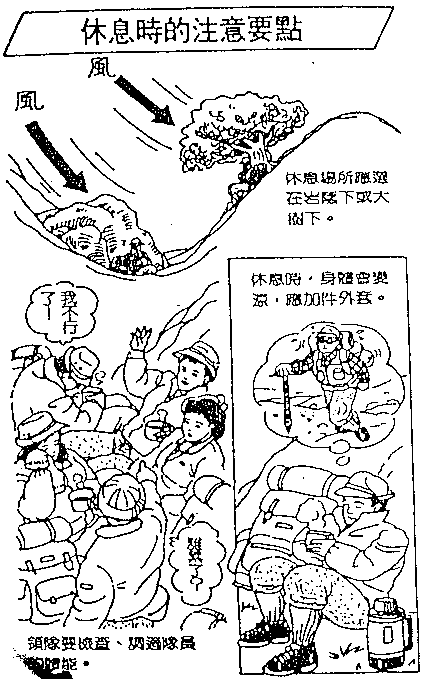 休息時的注意要點
風
風
休息場所應選
在岩蔭下或大
樹下。
休息時，身體會變
涼，應加件外套。
我不行
了！
領隊要檢查、調適隊員
的體能。